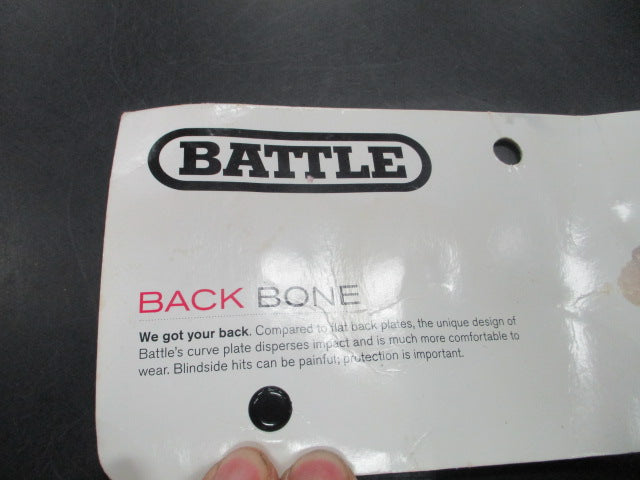 BATTLE
BACK BONE
We got your back. Compared to flat back plates, the unique design of
Battle's curve plate disperses impact and is much more comfortable to
wear. Blindside hits can be painful; protection is important.